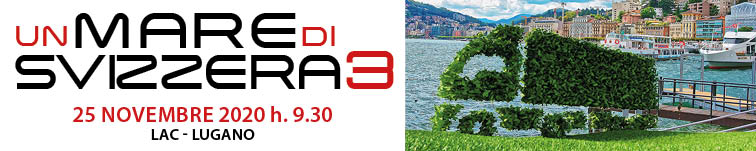 UN MARE DI
SVIZZERA 3
25 NOVEMBRE 2020 h. 9.30
LAC - LUGANO